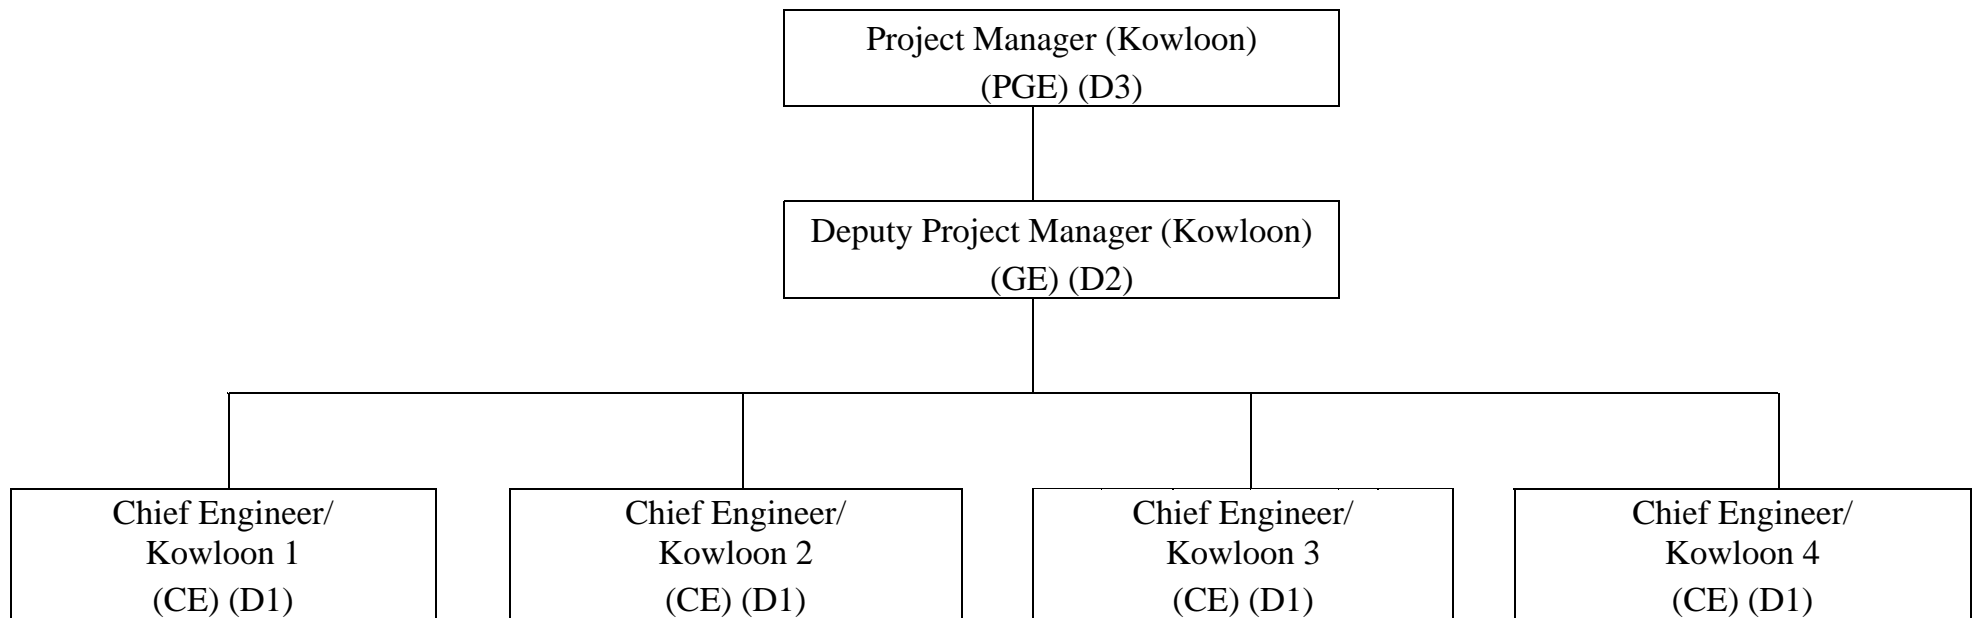 Project Manager (Kowloon)
(PGE) (D3)
Deputy Project Manager (Kowloon)
(GE) (D2)
Chief Engineer/
Kowloon 1
(CE) (D1)
Chief Engineer/
Kowloon 2
(CE) (D1)
Chief Engineer/
Kowloon 3
(CE) (D1)
Chief Engineer/
Kowloon 4
(CE) (D1)